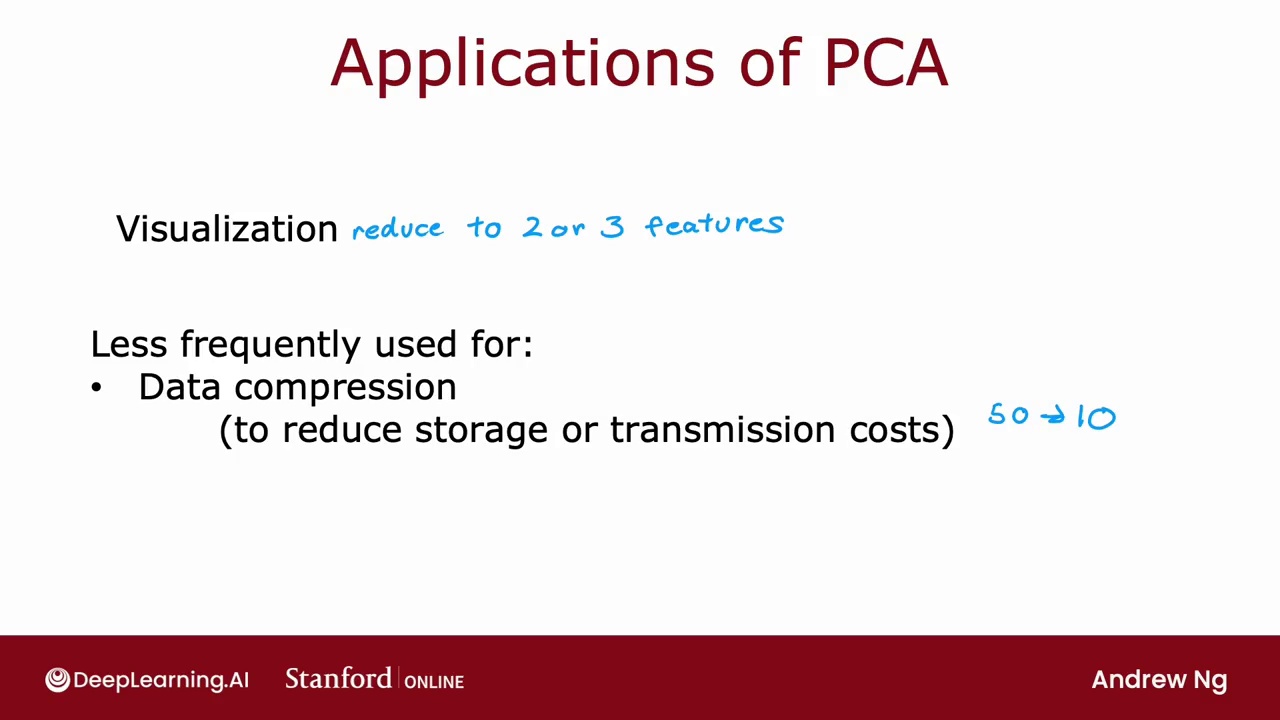 Applications of PCA
Visualization reduce to 2 or 3 features
Less frequently used for:
• Data compression
(to reduce storage or transmission costs) 50 → 10
DeepLearning.AI Stanford ONLINE Andrew Ng